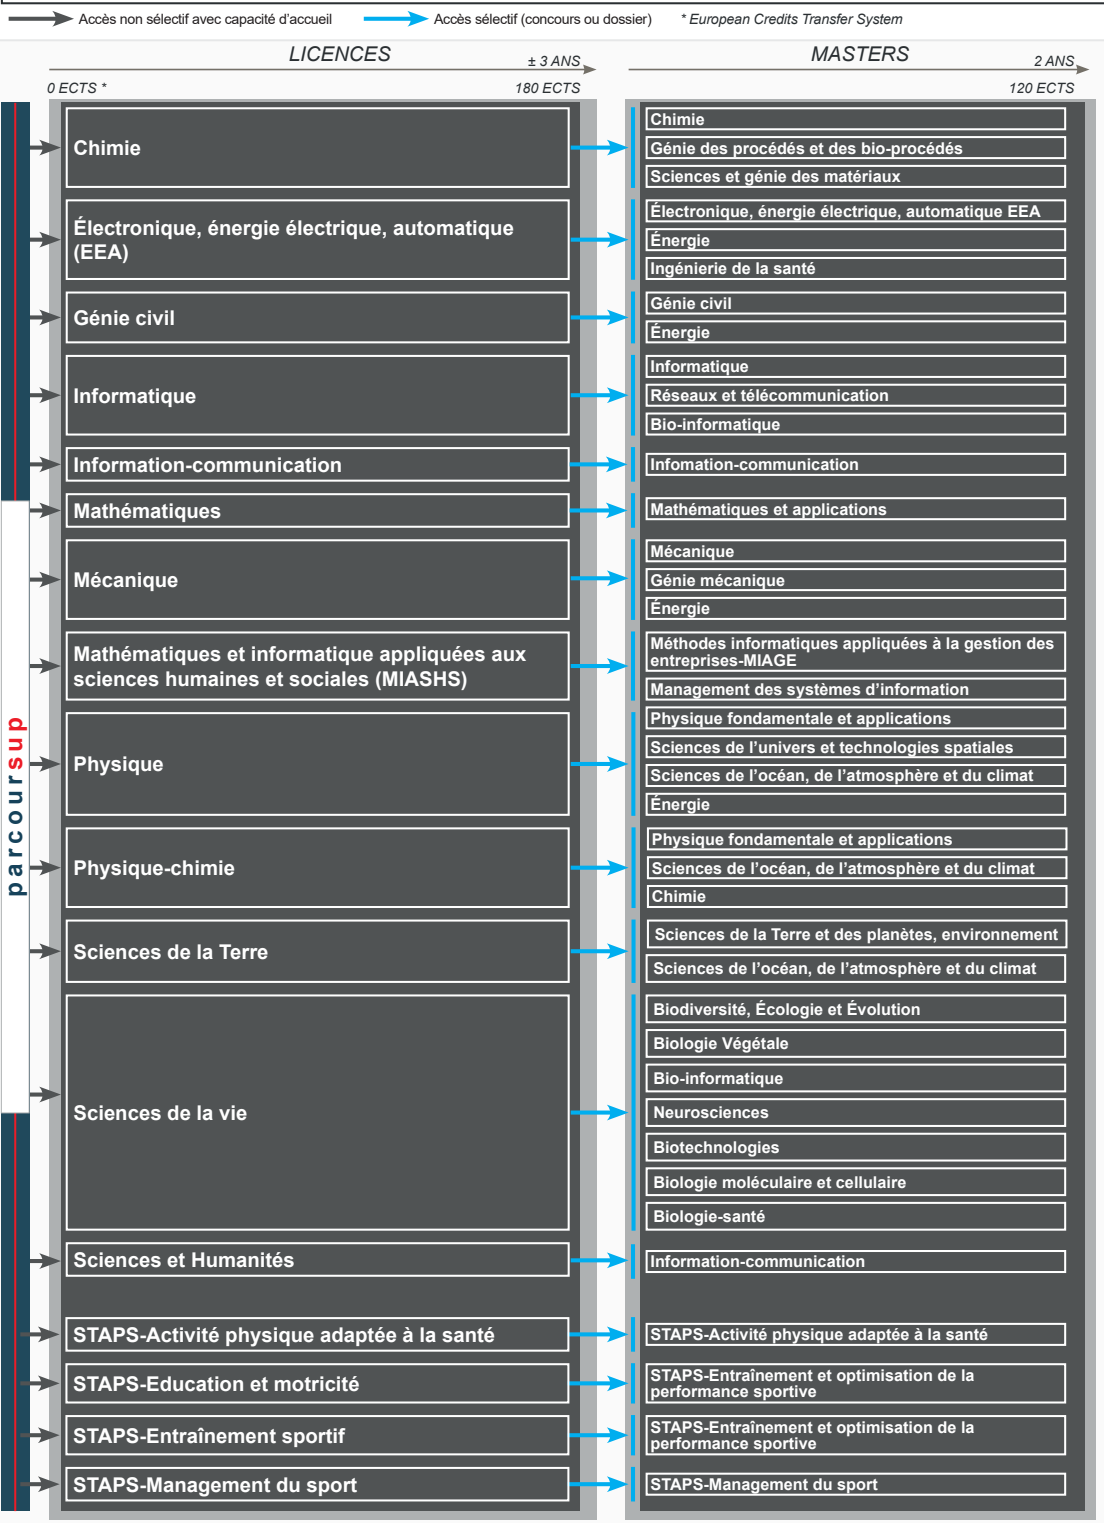 Accès non sélectif avec capacité d'accueil
Accès sélectif (concours ou dossier)
* European Credits Transfer System
LICENCES
± 3 ANS
MASTERS
2 ANS
0 ECTS *
180 ECTS
120 ECTS
parcoursup
Chimie
Chimie
Génie des procédés et des bio-procédés
Sciences et génie des matériaux
Électronique, énergie électrique, automatique
(EEA)
Électronique, énergie électrique, automatique EEA
Énergie
Ingénierie de la santé
Génie civil
Génie civil
Énergie
Informatique
Informatique
Réseaux et télécommunication
Bio-informatique
Information-communication
Infomation-communication
Mathématiques
Mathématiques et applications
Mécanique
Mécanique
Génie mécanique
Énergie
Mathématiques et informatique appliquées aux
sciences humaines et sociales (MIASHS)
Méthodes informatiques appliquées à la gestion des
entreprises-MIAGE
Management des systèmes d'information
Physique
Physique fondamentale et applications
Sciences de l'univers et technologies spatiales
Sciences de l'océan, de l'atmosphère et du climat
Énergie
Physique-chimie
Physique fondamentale et applications
Sciences de l'océan, de l'atmosphère et du climat
Chimie
Sciences de la Terre
Sciences de la Terre et des planètes, environnement
Sciences de l'océan, de l'atmosphère et du climat
Sciences de la vie
Biodiversité, Écologie et Évolution
Biologie Végétale
Bio-informatique
Neurosciences
Biotechnologies
Biologie moléculaire et cellulaire
Biologie-santé
Sciences et Humanités
Information-communication
STAPS-Activité physique adaptée à la santé
STAPS-Activité physique adaptée à la santé
STAPS-Education et motricité
STAPS-Entraînement et optimisation de la
performance sportive
STAPS-Entraînement sportif
STAPS-Entraînement et optimisation de la
performance sportive
STAPS-Management du sport
STAPS-Management du sport